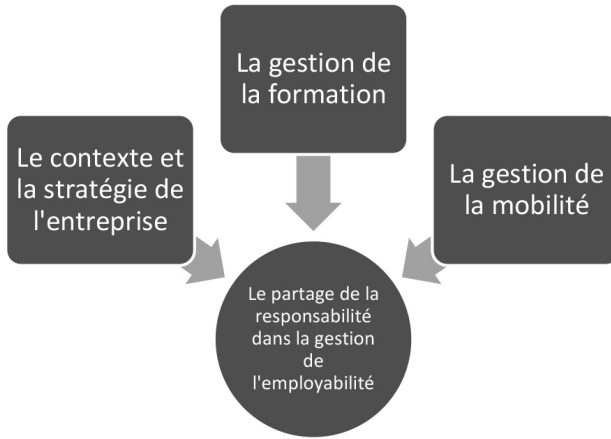 La gestion de
la formation
Le contexte et
la stratégie de
l'entreprise
La gestion de
la mobilité
Le partage de la
responsabilité
dans la gestion
de
l'employabilité